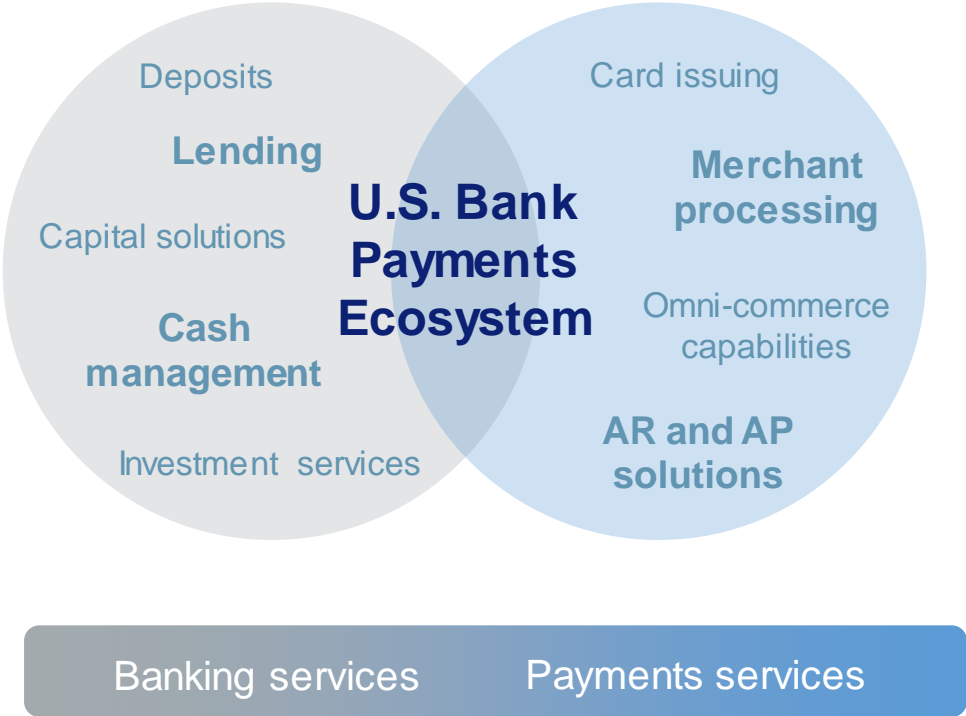 Deposits
Lending
Capital solutions
Cash
management
Investment services
U.S. Bank
Payments
Ecosystem
Card issuing
Merchant
processing
Omni-commerce
capabilities
AR and AP
solutions
Banking services
Payments services